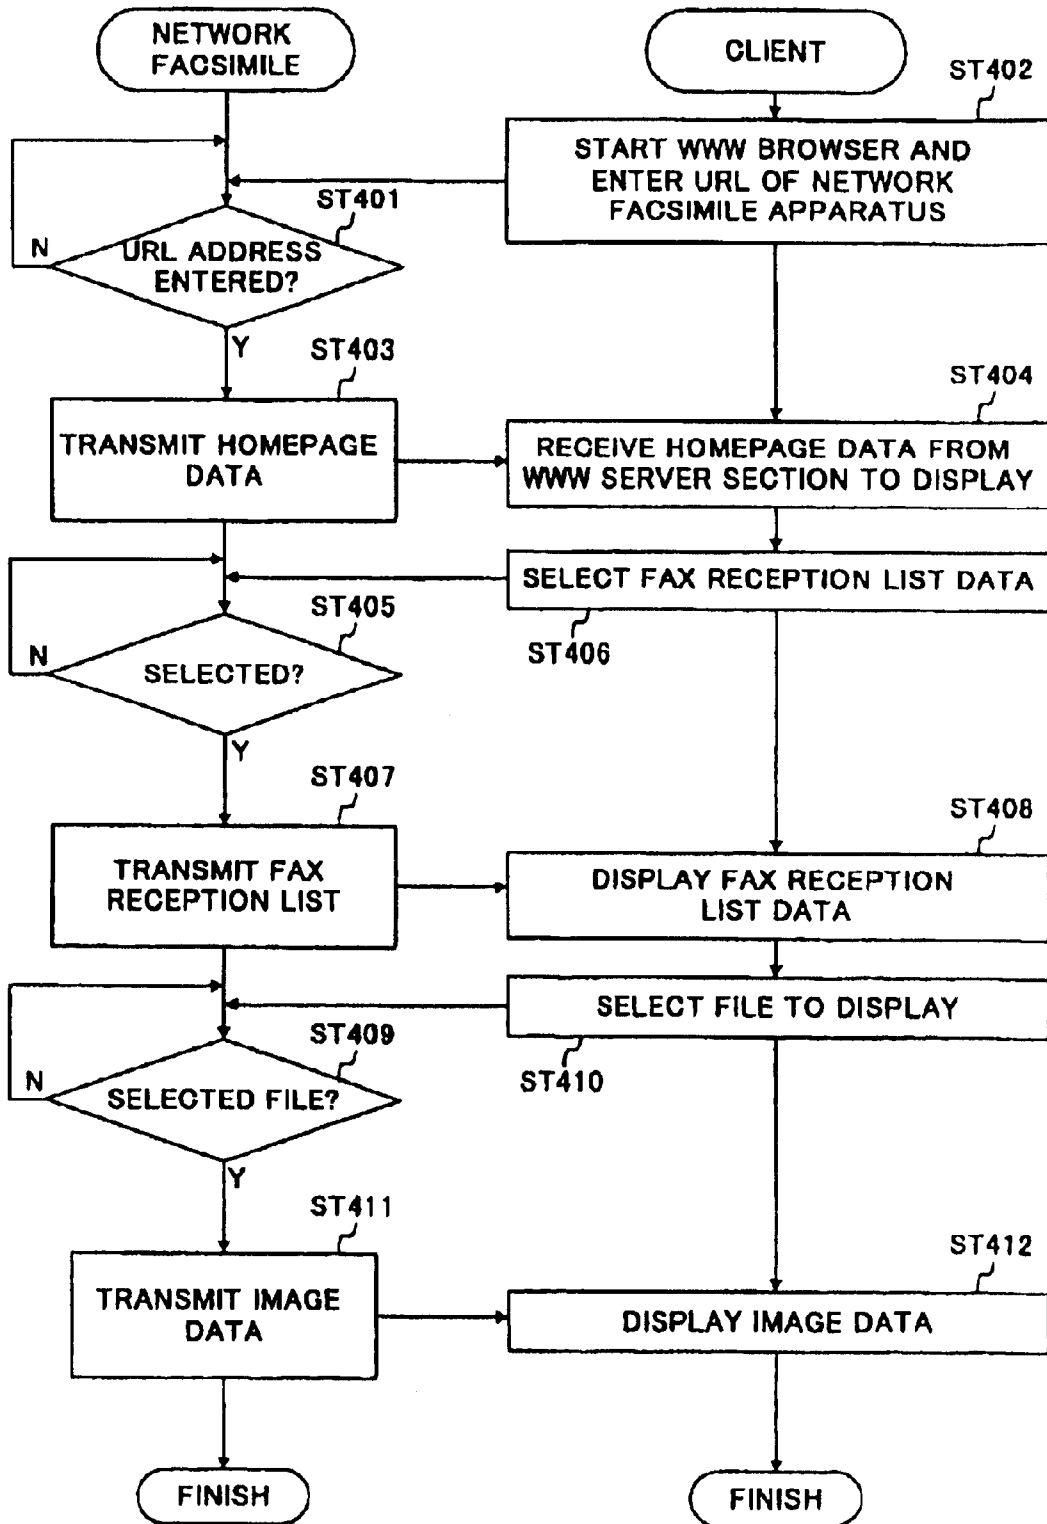 NETWORK
FACSIMILE
CLIENT
ST402
START WWW BROWSER AND
ENTER URL OF NETWORK
FACSIMILE APPARATUS
ST401
N
URL ADDRESS
ENTERED?
Y
ST403
ST404
TRANSMIT HOMEPAGE
DATA
RECEIVE HOMEPAGE DATA FROM
WWW SERVER SECTION TO DISPLAY
SELECT FAX RECEPTION LIST DATA
ST405
ST406
N
SELECTED?
Y
ST407
ST408
TRANSMIT FAX
RECEPTION LIST
DISPLAY FAX RECEPTION
LIST DATA
SELECT FILE TO DISPLAY
ST409
ST410
N
SELECTED FILE?
Y
ST411
ST412
TRANSMIT IMAGE
DATA
DISPLAY IMAGE DATA
FINISH
FINISH